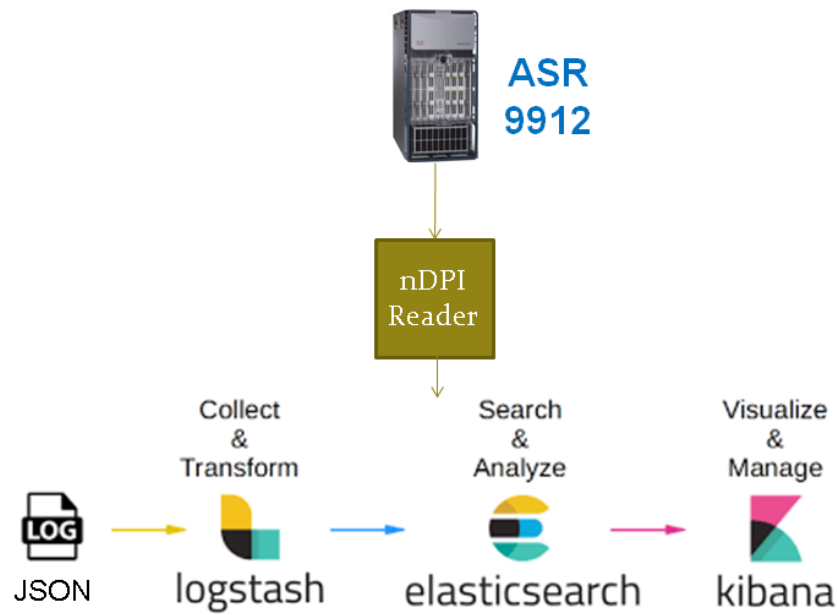 ASR
9912
nDPI
Reader
Collect
&
Transform
Search
&
Analyze
Visualize
&
Manage
LOG
JSON
logstash
elasticsearch
kibana